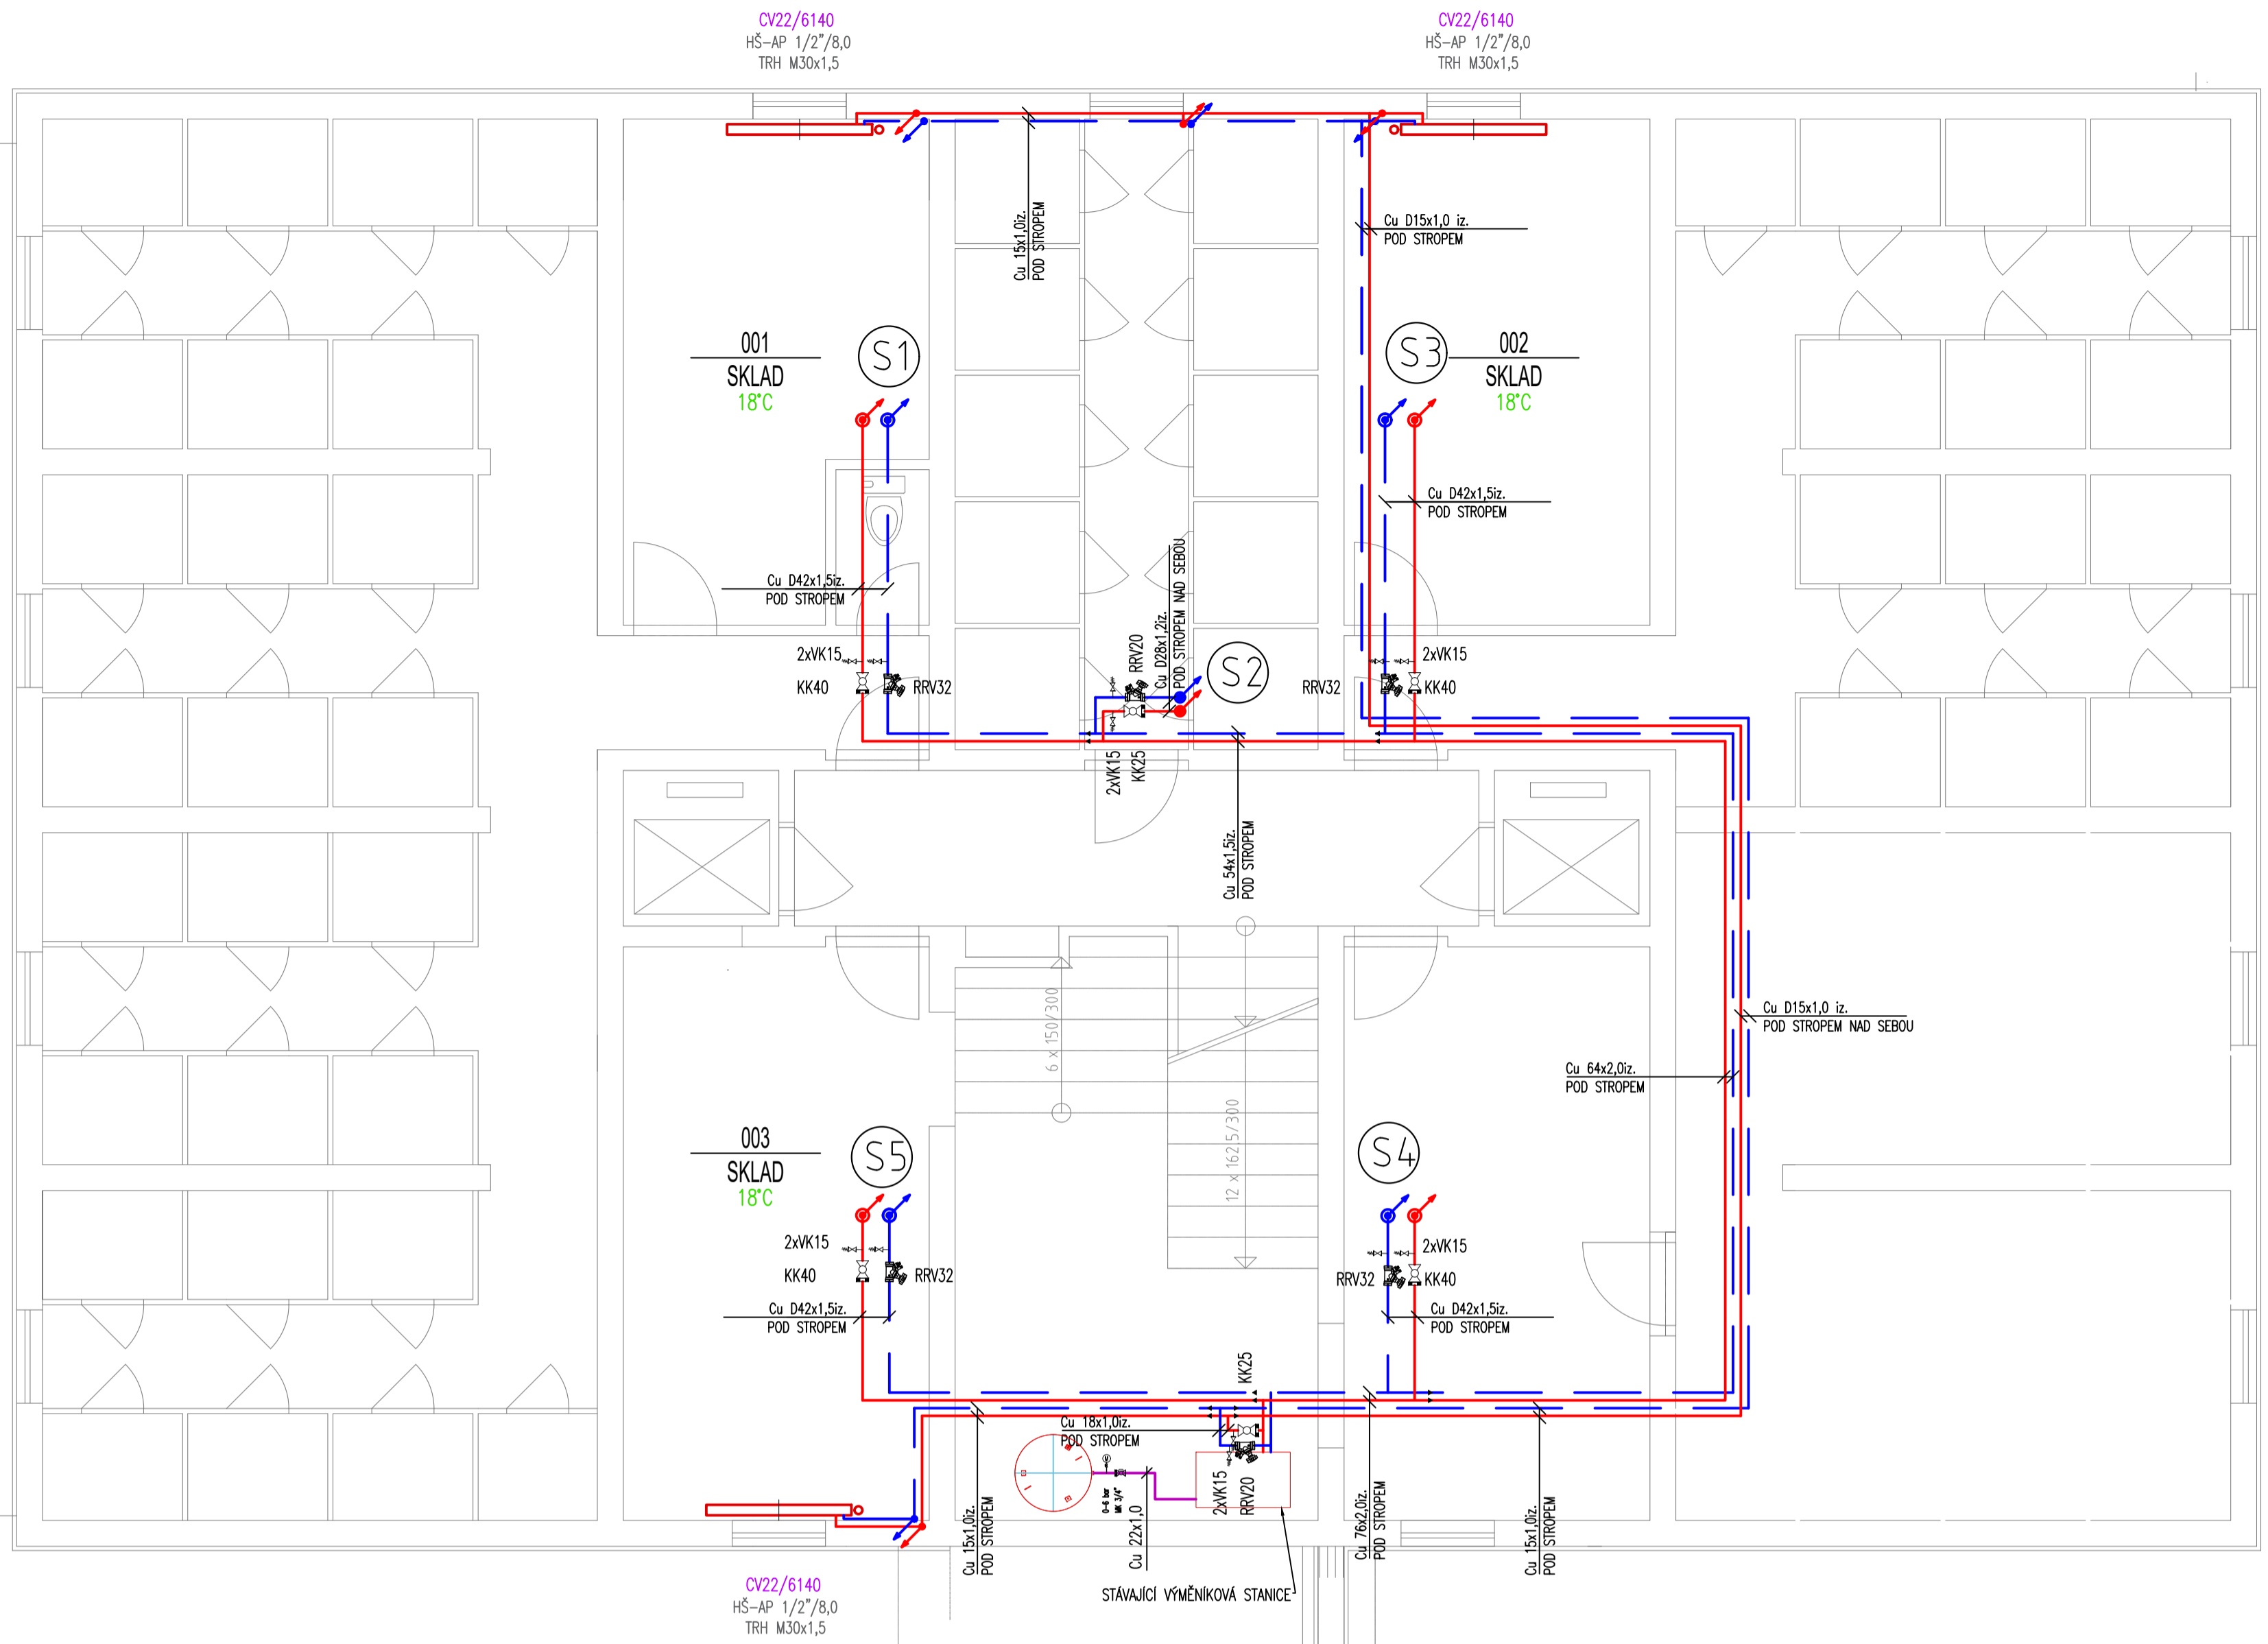 CV22/6140
HŠ-AP 1/2"/8,0
TRH M30x1,5
CV22/6140
HŠ-AP 1/2"/8,0
TRH M30x1,5
Cu 15x1,0iz.
POD STROPEM
Cu D15x1,0 iz.
POD STROPEM
001
SKLAD
18°C
S1
S3
002
SKLAD
18°C
Cu D42x1,5iz.
POD STROPEM
Cu D42x1,5iz.
POD STROPEM
2xVK15
KK40
RRV32
RRV20
Cu D28x1,2iz.
POD STROPEM NAD SEBOU
S2
2xVK15
KK25
RRV32
2xVK15
KK40
Cu 54x1,5iz.
POD STROPEM
6 x 150/300
12 x 162.5/300
Cu D15x1,0 iz.
POD STROPEM NAD SEBOU
Cu 64x2,0iz.
POD STROPEM
003
SKLAD
18°C
S5
S4
2xVK15
KK40
RRV32
Cu D42x1,5iz.
POD STROPEM
2xVK15
RRV32
KK40
Cu D42x1,5iz.
POD STROPEM
KK25
Cu 18x1,0iz.
POD STROPEM
2xVK15
RRV20
M
0-6 bar
MK 3/4"
Cu 22x1,0
Cu 15x1,0iz.
POD STROPEM
Cu 76x2,0iz.
POD STROPEM
Cu 15x1,0iz.
POD STROPEM
STÁVAJÍCÍ VÝMĚNÍKOVÁ STANICE
CV22/6140
HŠ-AP 1/2"/8,0
TRH M30x1,5